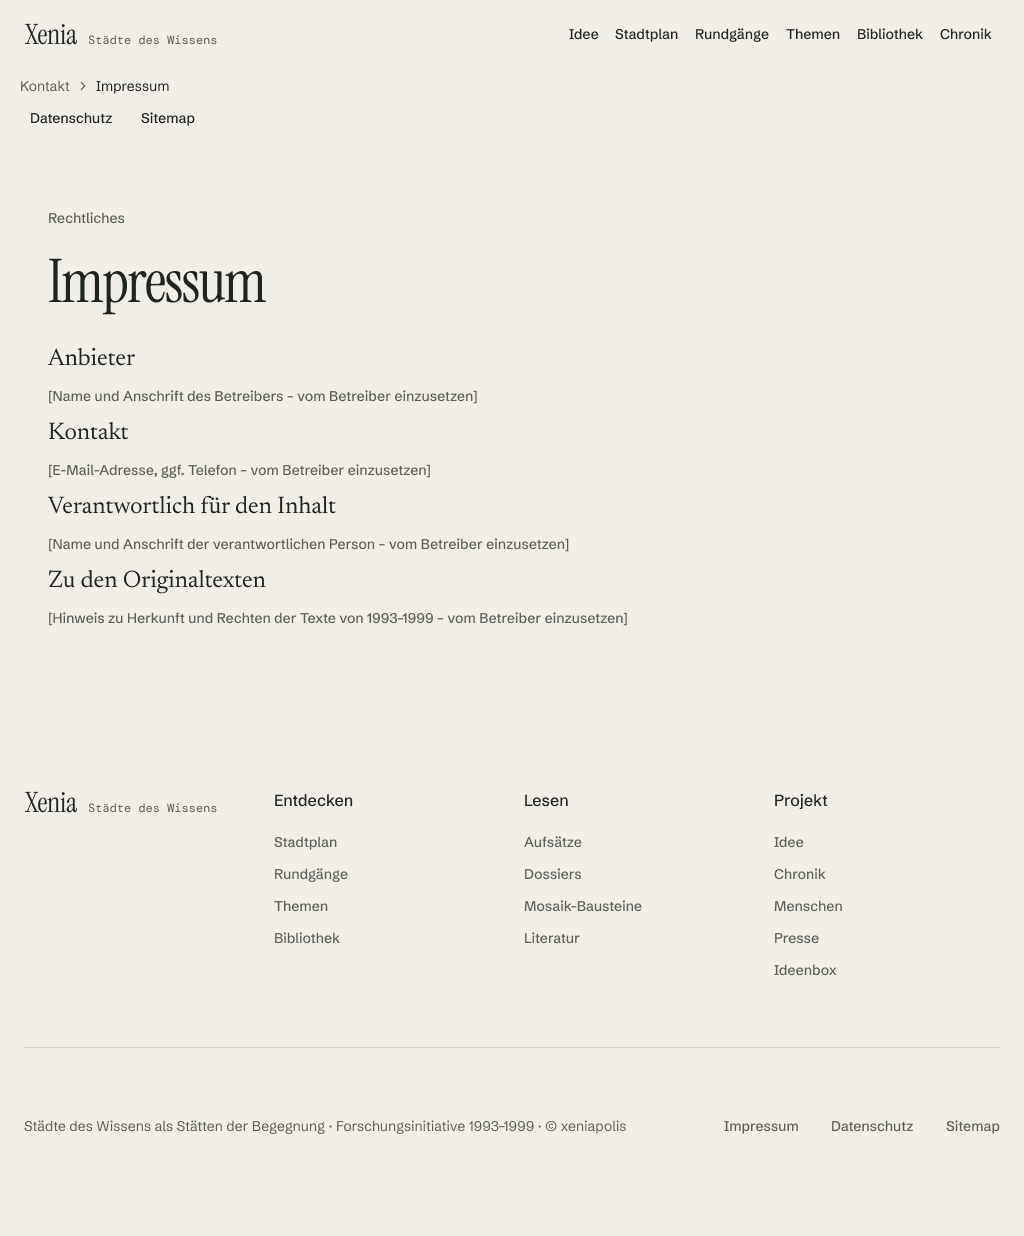 Xenia Städte des Wissens
Idee Stadtplan Rundgänge Themen Bibliothek Chronik
Kontakt > Impressum
Datenschutz Sitemap
Rechtliches
Impressum
Anbieter
[Name und Anschrift des Betreibers – vom Betreiber einzusetzen]
Kontakt
[E-Mail-Adresse, ggf. Telefon – vom Betreiber einzusetzen]
Verantwortlich für den Inhalt
[Name und Anschrift der verantwortlichen Person – vom Betreiber einzusetzen]
Zu den Originaltexten
[Hinweis zu Herkunft und Rechten der Texte von 1993–1999 – vom Betreiber einzusetzen]
Xenia Städte des Wissens
Entdecken
Stadtplan
Rundgänge
Themen
Bibliothek
Lesen
Aufsätze
Dossiers
Mosaik-Bausteine
Literatur
Projekt
Idee
Chronik
Menschen
Presse
Ideenbox
Städte des Wissens als Stätten der Begegnung · Forschungsinitiative 1993–1999 · © xeniapolis
Impressum Datenschutz Sitemap